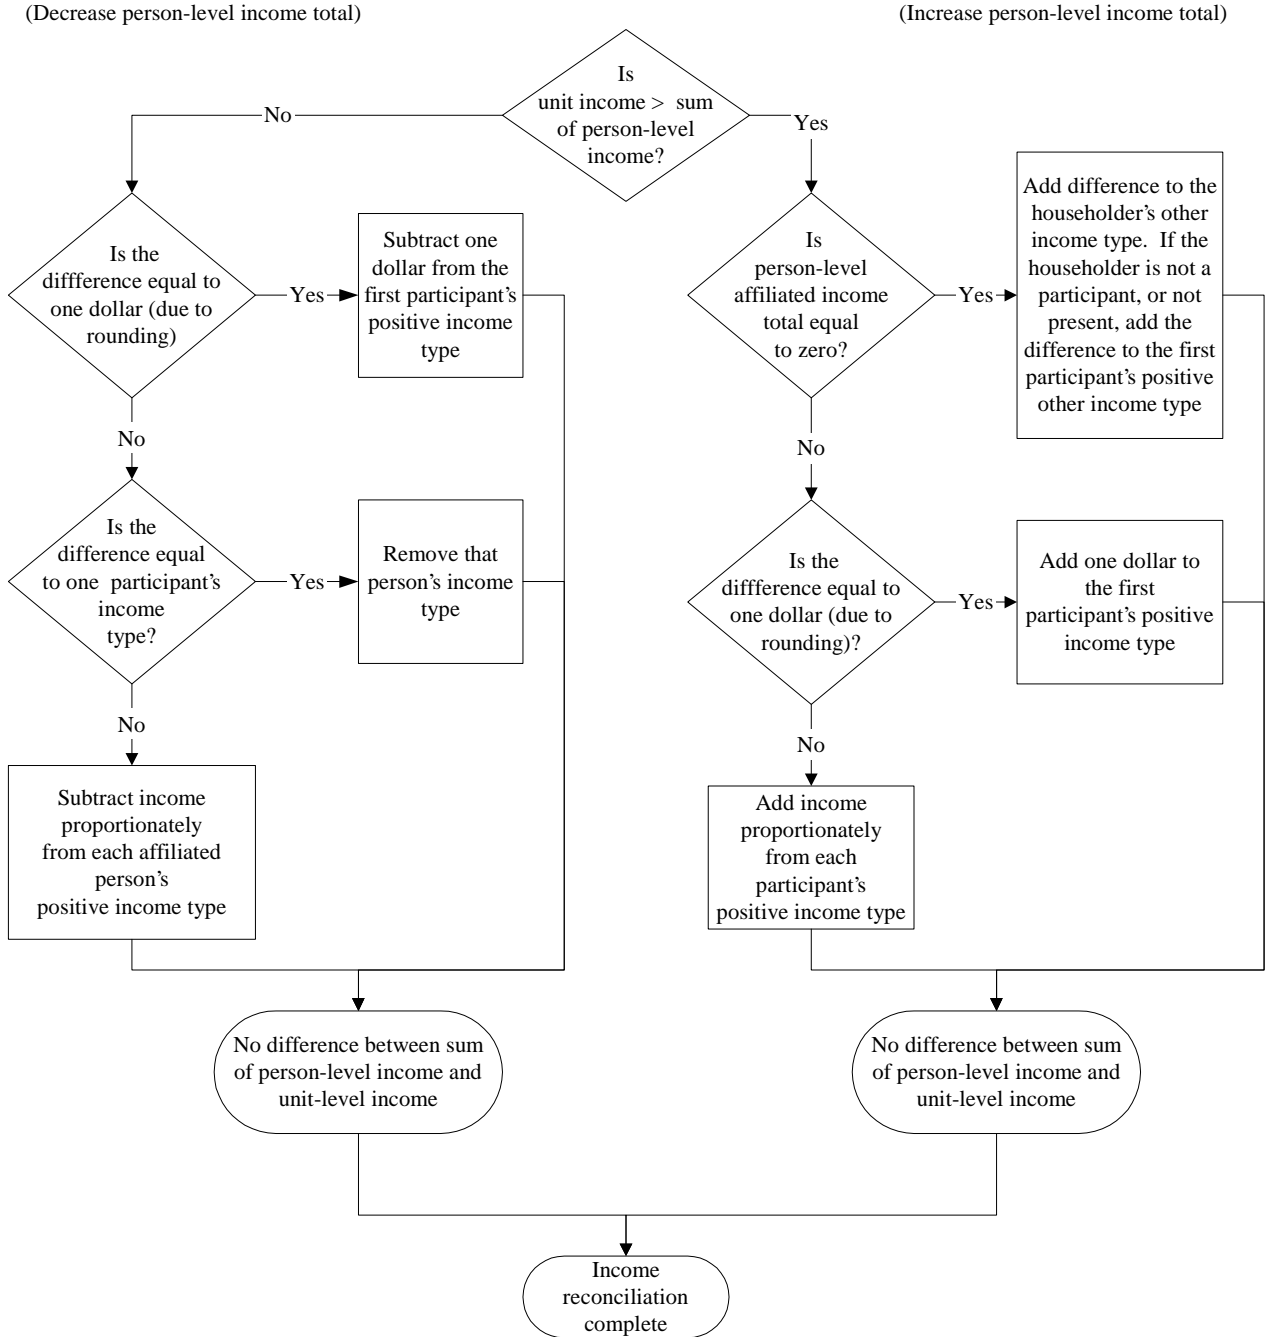 (Decrease person-level income total)
(Increase person-level income total)
Is
unit income > sum
of person-level
income?
No
Yes
Is the
diffference equal to
one dollar (due to
rounding)
Yes
Subtract one
dollar from the
first participant's
positive income
type
Is
person-level
affiliated income
total equal
to zero?
Yes
Add difference to the
householder's other
income type. If the
householder is not a
participant, or not
present, add the
difference to the first
participant's positive
other income type
No
No
Is the
difference equal
to one participant's
income
type?
Yes
Remove that
person's income
type
Is the
diffference equal to
one dollar (due to
rounding)?
Yes
Add one dollar to
the first
participant's positive
income type
No
No
Subtract income
proportionately
from each affiliated
person's
positive income type
Add income
proportionately
from each
participant's
positive income type
No difference between sum
of person-level income and
unit-level income
No difference between sum
of person-level income and
unit-level income
Income
reconciliation
complete